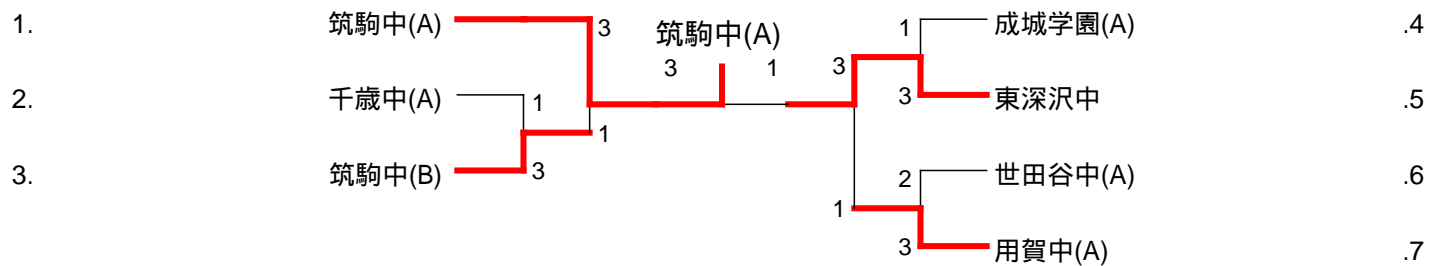 1. 筑駒中(A) 3 筑駒中(A) 1 成城学園(A) .4
3 1 3
2. 千歳中(A) 1 3 東深沢中 .5
1
3. 筑駒中(B) 3 2 世田谷中(A) .6
1
3 用賀中(A) .7